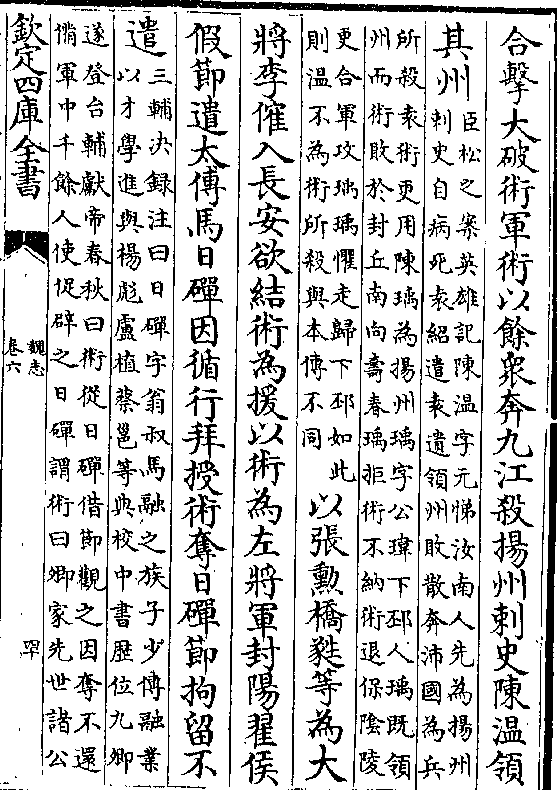 合擊大破術軍術以餘衆奔九江殺揚州刺史陳温領
其州
臣松之案英雄記陳温字元悌汝南人先為揚州
刺史自病死袁紹遣袁遺領州敗散奔沛國為兵
所殺袁術更用陳瑀為揚州瑀字公瑋下邳人瑀既領
州而術敗於封丘南向壽春瑀拒術不納術退保陰陵
更合軍攻瑀瑀懼走歸下邳如此
則温不為術所殺與本傳不同
以張勲橋蕤等為大
將李傕入長安欲結術為援以術為左將軍封陽翟侯
假節遣太傅馬日磾因循行拜授術奪日磾節拘留不
遣
三輔決録注曰日磾字翁叔馬融之族子少傳融業
以才學進與楊彪盧植蔡邕等典校中書歴位九卿
遂登台輔獻帝春秋曰術從日磾借節觀之因奪不還
條軍中千餘人使促辟之日磾謂術曰卿家先世諸公
欽定四庫全書
魏志
卷六